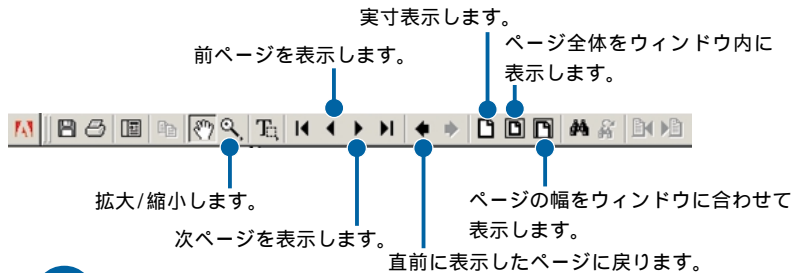 実寸表示します。
ページ全体をウィンドウ内に
表示します。
前ページを表示します。
拡大/縮小します。
次ページを表示します。
直前に表示したページに戻ります。
ページの幅をウィンドウに合わせて
表示します。